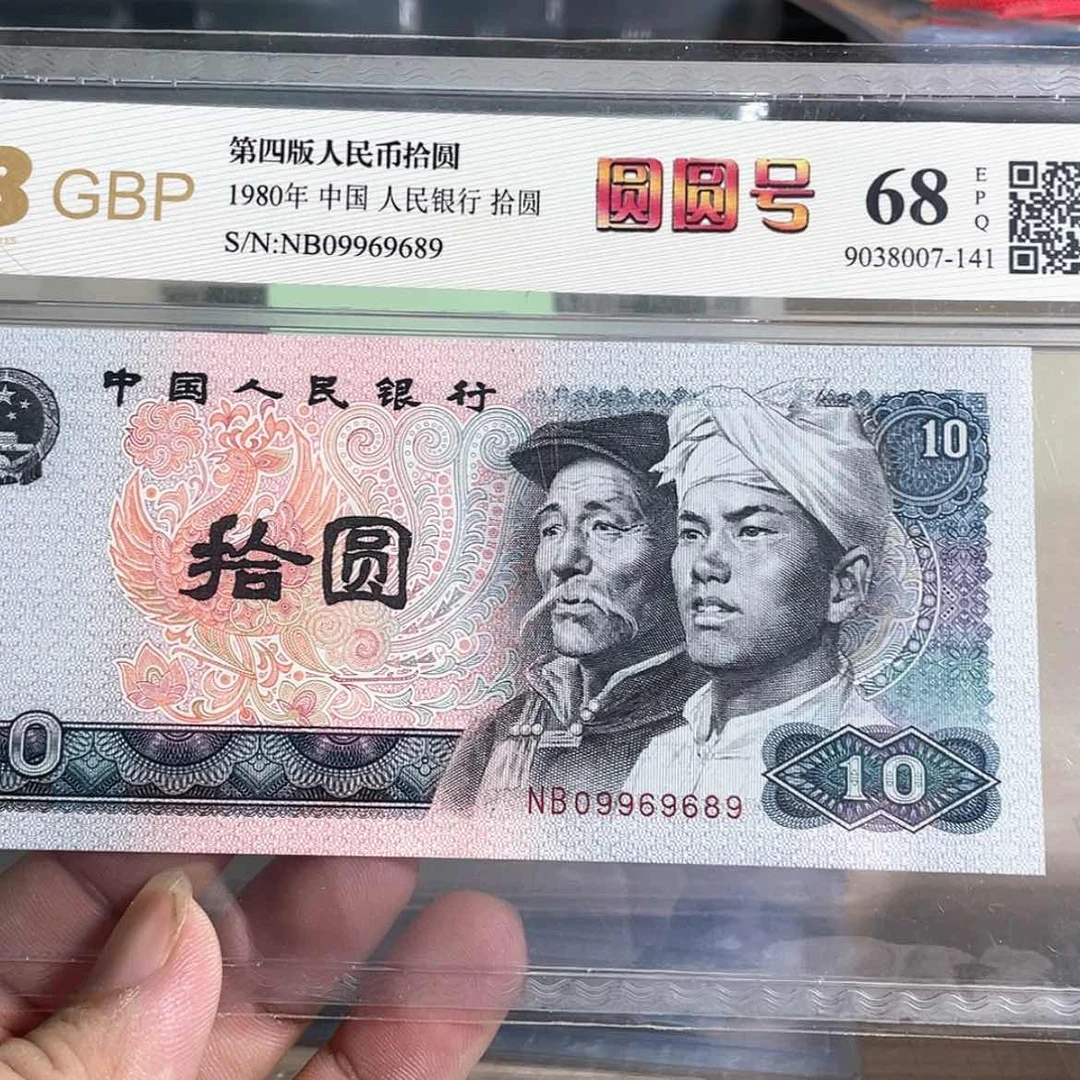 GBP
第四版人民币拾圆
1980年 中国 人民银行 拾圆
S/N:NB09969689
圆圆号
68
EPQ
9038007-141
中国人民银行
10
拾圆
0
NB09969689
10